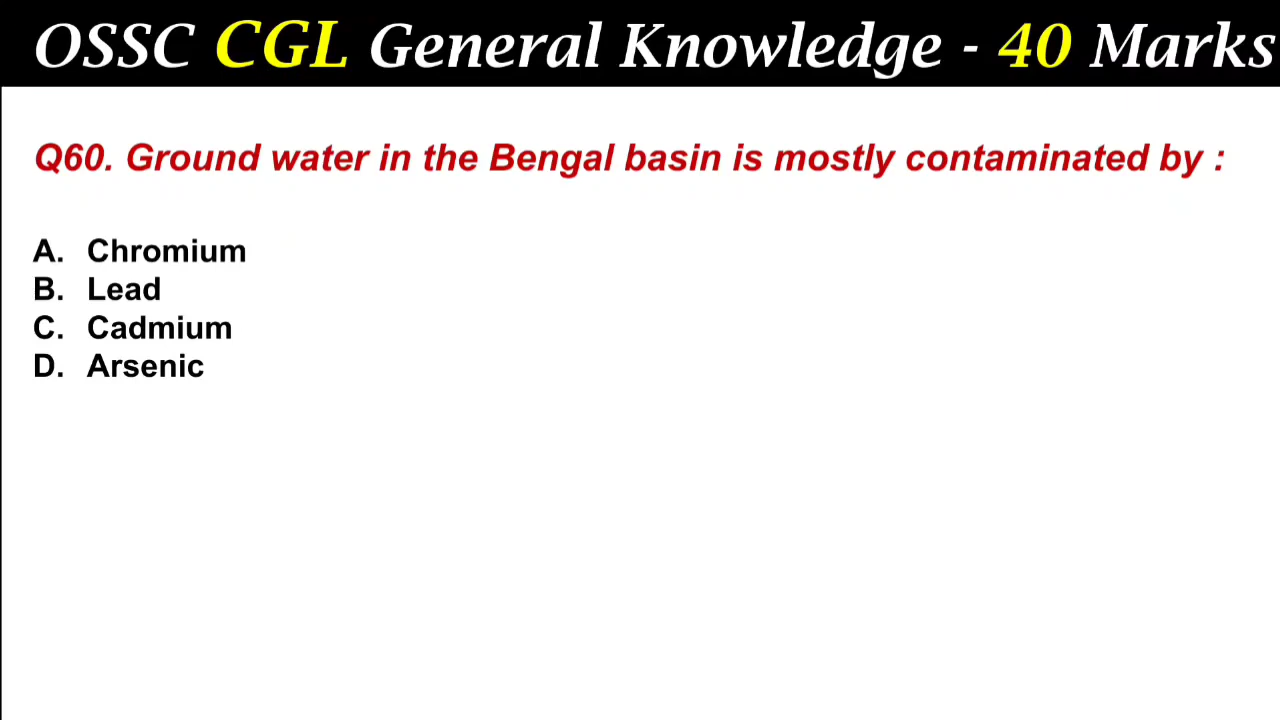 OSSC CGL General Knowledge - 40 Marks
Q60. Ground water in the Bengal basin is mostly contaminated by :
A. Chromium
B. Lead
C. Cadmium
D. Arsenic